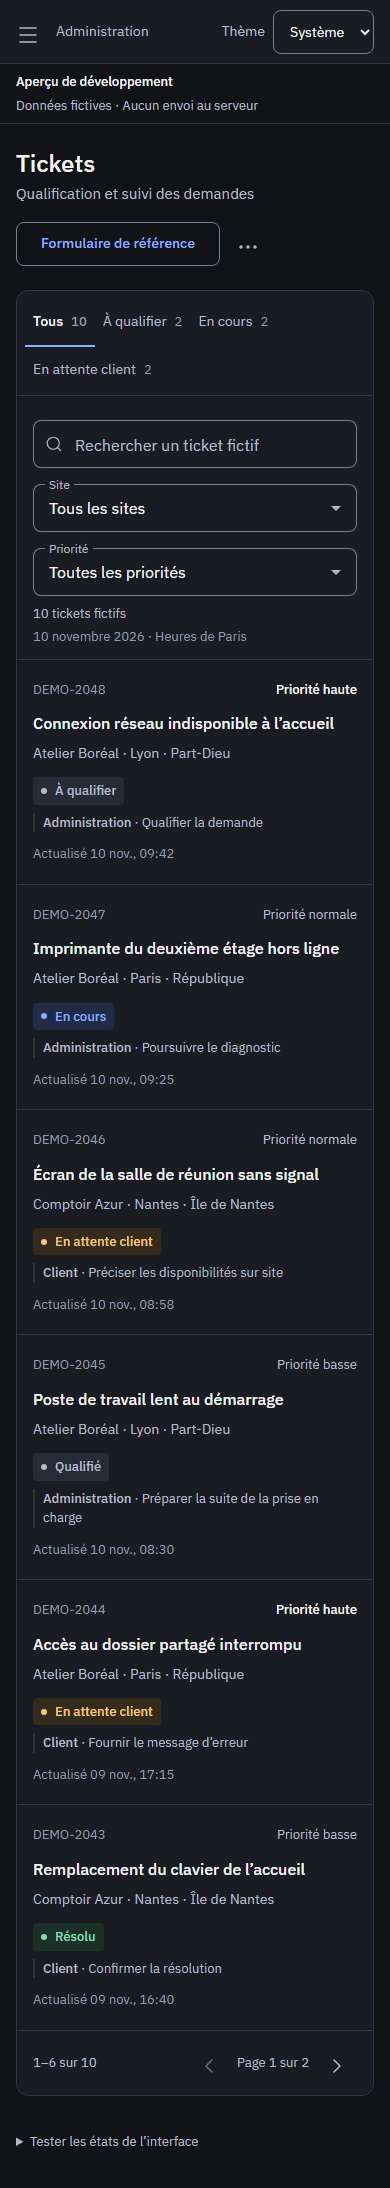 Administration
Thème
Système
Aperçu de développement
Données fictives · Aucun envoi au serveur
Tickets
Qualification et suivi des demandes
Formulaire de référence
Tous 10 À qualifier 2 En cours 2
En attente client 2
Rechercher un ticket fictif
Site
Tous les sites
Priorité
Toutes les priorités
10 tickets fictifs
10 novembre 2026 · Heures de Paris
DEMO-2048 Priorité haute
Connexion réseau indisponible à l’accueil
Atelier Boréal · Lyon · Part-Dieu
À qualifier
Administration · Qualifier la demande
Actualisé 10 nov., 09:42
DEMO-2047 Priorité normale
Imprimante du deuxième étage hors ligne
Atelier Boréal · Paris · République
En cours
Administration · Poursuivre le diagnostic
Actualisé 10 nov., 09:25
DEMO-2046 Priorité normale
Écran de la salle de réunion sans signal
Comptoir Azur · Nantes · Île de Nantes
En attente client
Client · Préciser les disponibilités sur site
Actualisé 10 nov., 08:58
DEMO-2045 Priorité basse
Poste de travail lent au démarrage
Atelier Boréal · Lyon · Part-Dieu
Qualifié
Administration · Préparer la suite de la prise en
charge
Actualisé 10 nov., 08:30
DEMO-2044 Priorité haute
Accès au dossier partagé interrompu
Atelier Boréal · Paris · République
En attente client
Client · Fournir le message d’erreur
Actualisé 09 nov., 17:15
DEMO-2043 Priorité basse
Remplacement du clavier de l’accueil
Comptoir Azur · Nantes · Île de Nantes
Résolu
Client · Confirmer la résolution
Actualisé 09 nov., 16:40
1–6 sur 10 Page 1 sur 2
Tester les états de l’interface